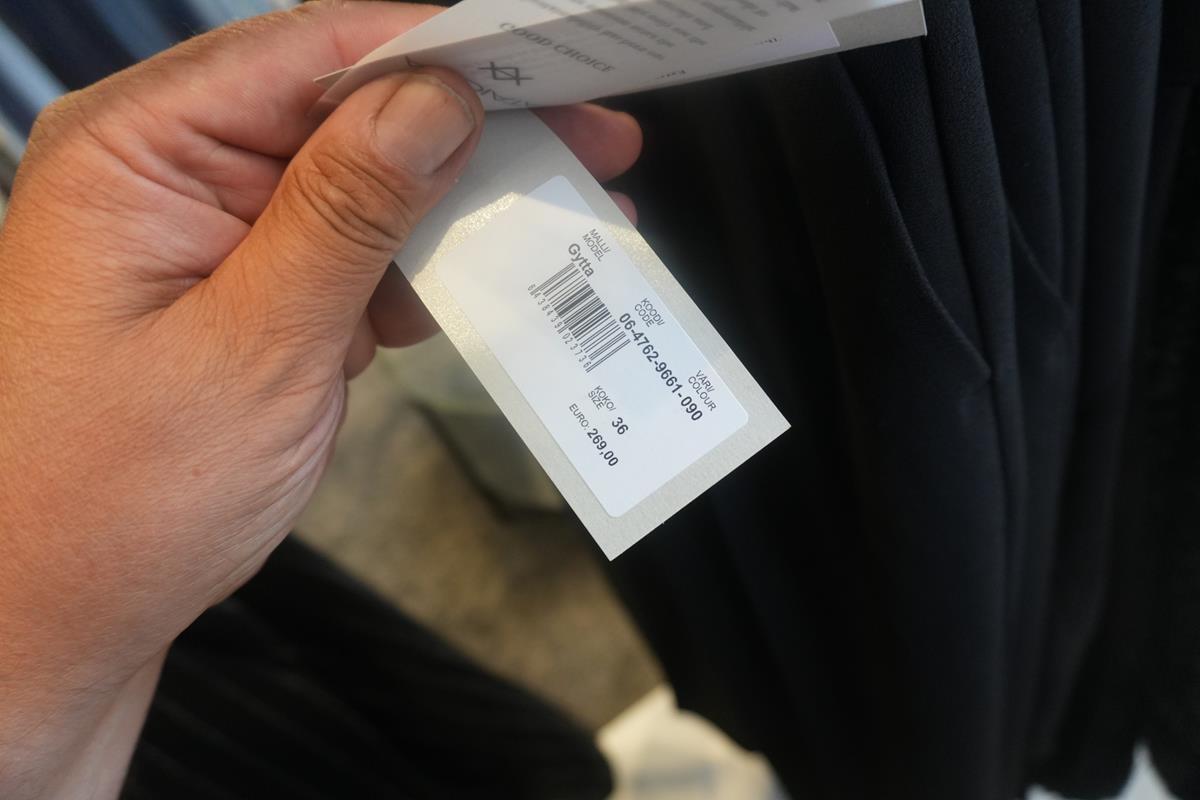 GOOD CHOICE
MALLI/
MODEL
Gytta
6438439023736
KOODI/
CODE
06-4762-9661-090
VÄRI/
COLOUR
KOKO/
SIZE
36
EURO: 269,00